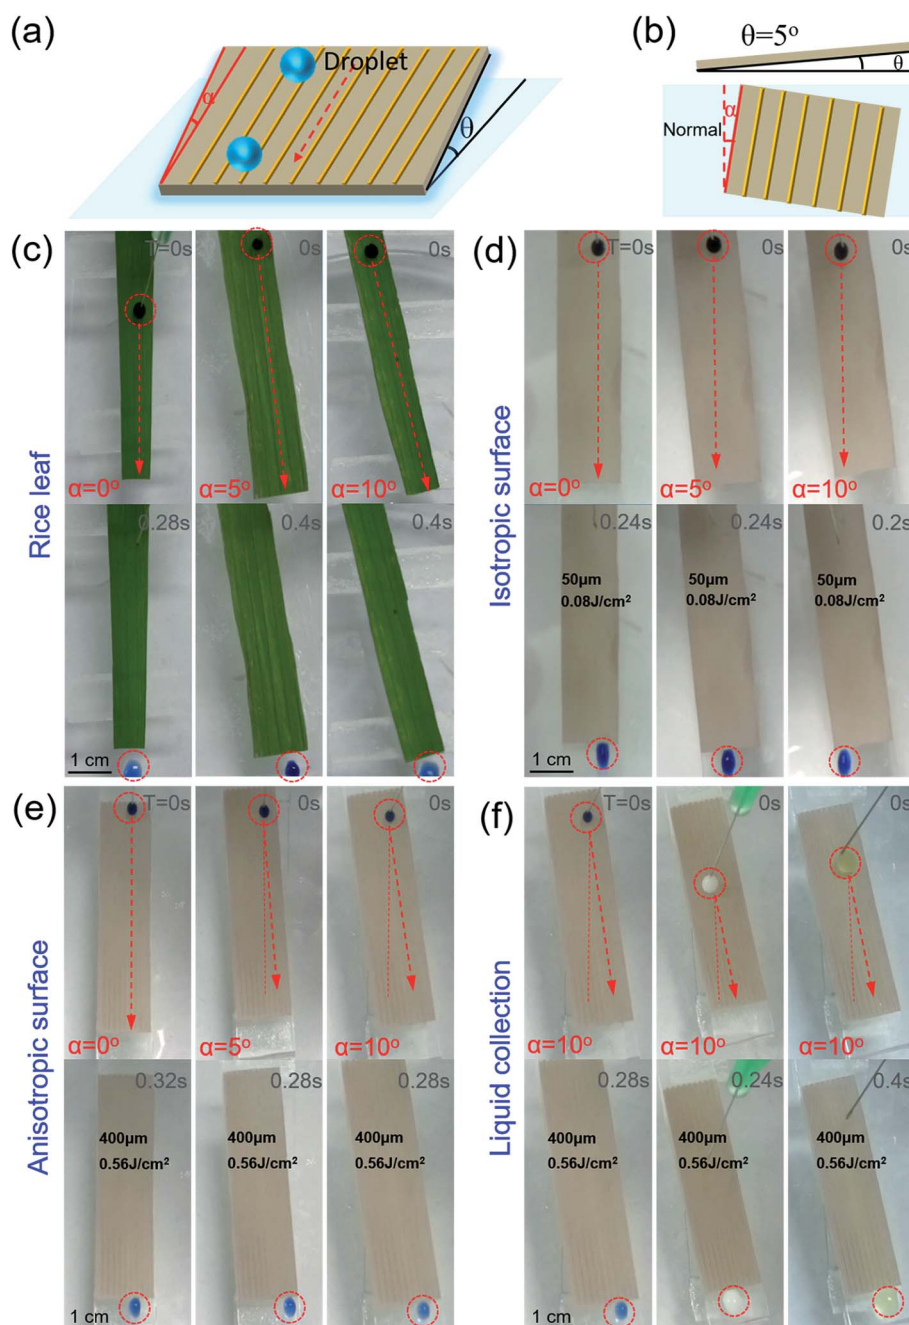 (a)
Droplet
α
θ
(b)
θ=5°
θ
Normal
α
(c)
T=0s
0s
0s
α=0°
α=5°
α=10°
Rice leaf
0.28s
0.4s
0.4s
1 cm
(d)
T=0s
0s
0s
α=0°
α=5°
α=10°
Isotropic surface
0.24s
0.24s
0.2s
50μm
0.08J/cm²
50μm
0.08J/cm²
50μm
0.08J/cm²
1 cm
(e)
T=0s
0s
0s
α=0°
α=5°
α=10°
Anisotropic surface
0.32s
0.28s
0.28s
400μm
0.56J/cm²
400μm
0.56J/cm²
400μm
0.56J/cm²
1 cm
(f)
T=0s
0s
0s
α=10°
α=10°
α=10°
Liquid collection
0.28s
0.24s
0.4s
400μm
0.56J/cm²
400μm
0.56J/cm²
400μm
0.56J/cm²
1 cm